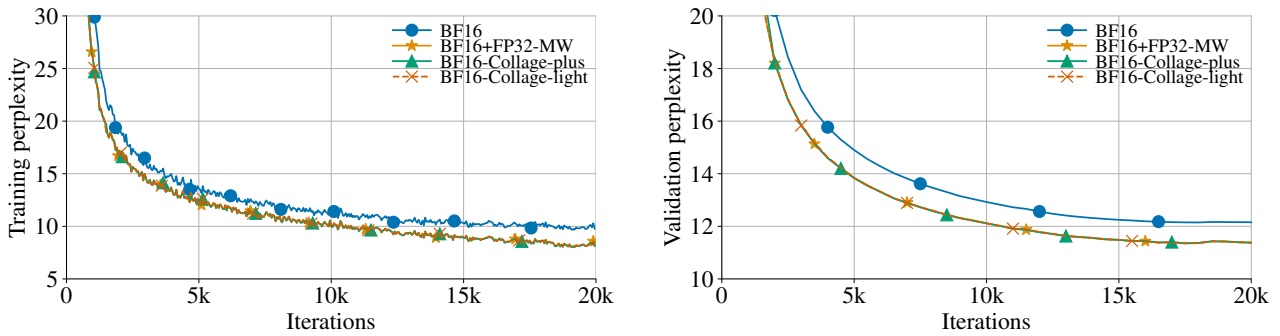 Training perplexity
30
25
20
15
10
5
0
5k
10k
15k
20k
Iterations
BF16
BF16+FP32-MW
BF16-Collage-plus
BF16-Collage-light
Validation perplexity
20
18
16
14
12
10
0
5k
10k
15k
20k
Iterations
BF16
BF16+FP32-MW
BF16-Collage-plus
BF16-Collage-light